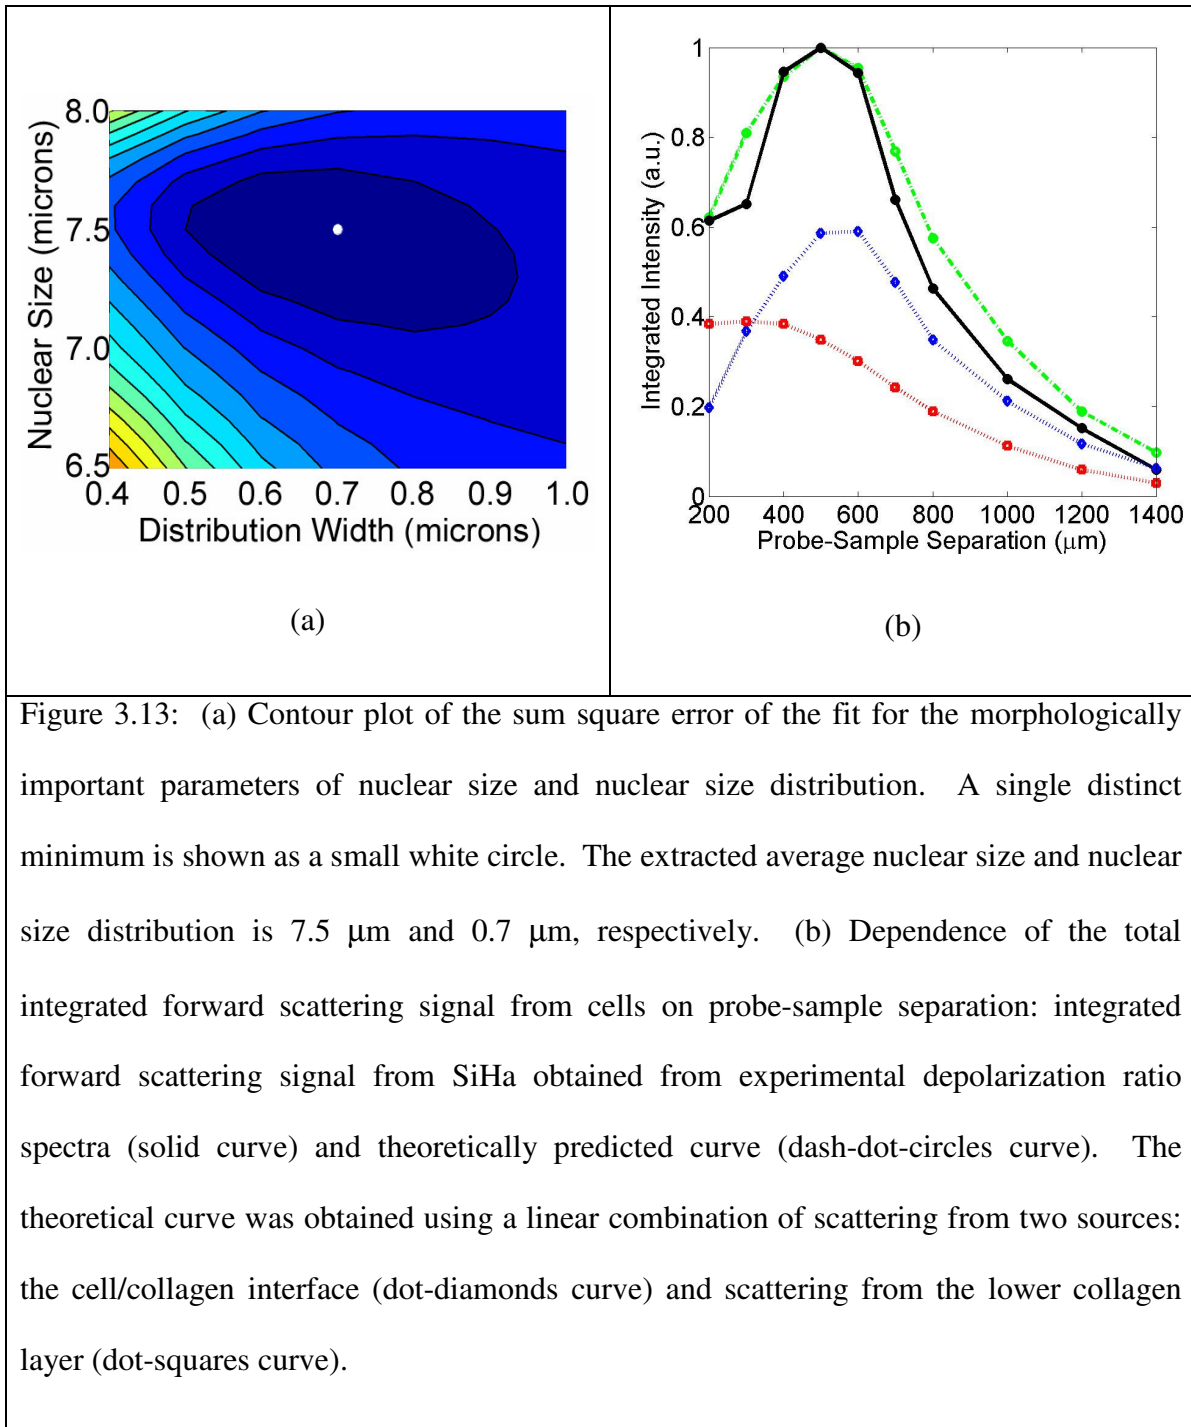 8.0
7.5
7.0
6.5
Nuclear Size (microns)
0.4 0.5 0.6 0.7 0.8 0.9 1.0
Distribution Width (microns)
(a)
1
0.8
0.6
0.4
0.2
0
Integrated Intensity (a.u.)
200 400 600 800 1000 1200 1400
Probe-Sample Separation (μm)
(b)
Figure 3.13: (a) Contour plot of the sum square error of the fit for the morphologically
important parameters of nuclear size and nuclear size distribution. A single distinct
minimum is shown as a small white circle. The extracted average nuclear size and nuclear
size distribution is 7.5 μm and 0.7 μm, respectively. (b) Dependence of the total
integrated forward scattering signal from cells on probe-sample separation: integrated
forward scattering signal from SiHa obtained from experimental depolarization ratio
spectra (solid curve) and theoretically predicted curve (dash-dot-circles curve). The
theoretical curve was obtained using a linear combination of scattering from two sources:
the cell/collagen interface (dot-diamonds curve) and scattering from the lower collagen
layer (dot-squares curve).